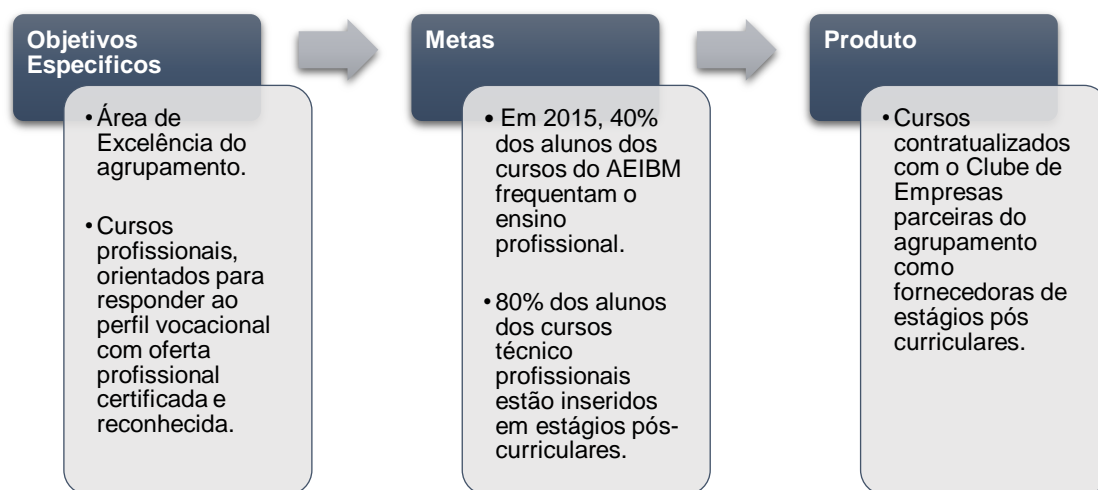 Objetivos
Especificos
• Área de
Excelência do
agrupamento.
• Cursos
profissionais,
orientados para
responder ao
perfil vocacional
com oferta
profissional
certificada e
reconhecida.
Metas
• Em 2015, 40%
dos alunos dos
cursos do AEIBM
frequentam o
ensino
profissional.
• 80% dos alunos
dos cursos
técnico
profissionais
estão inseridos
em estágios pós-
curriculares.
Produto
• Cursos
contratualizados
com o Clube de
Empresas
parceiras do
agrupamento
como
fornecedoras de
estágios pós
curriculares.